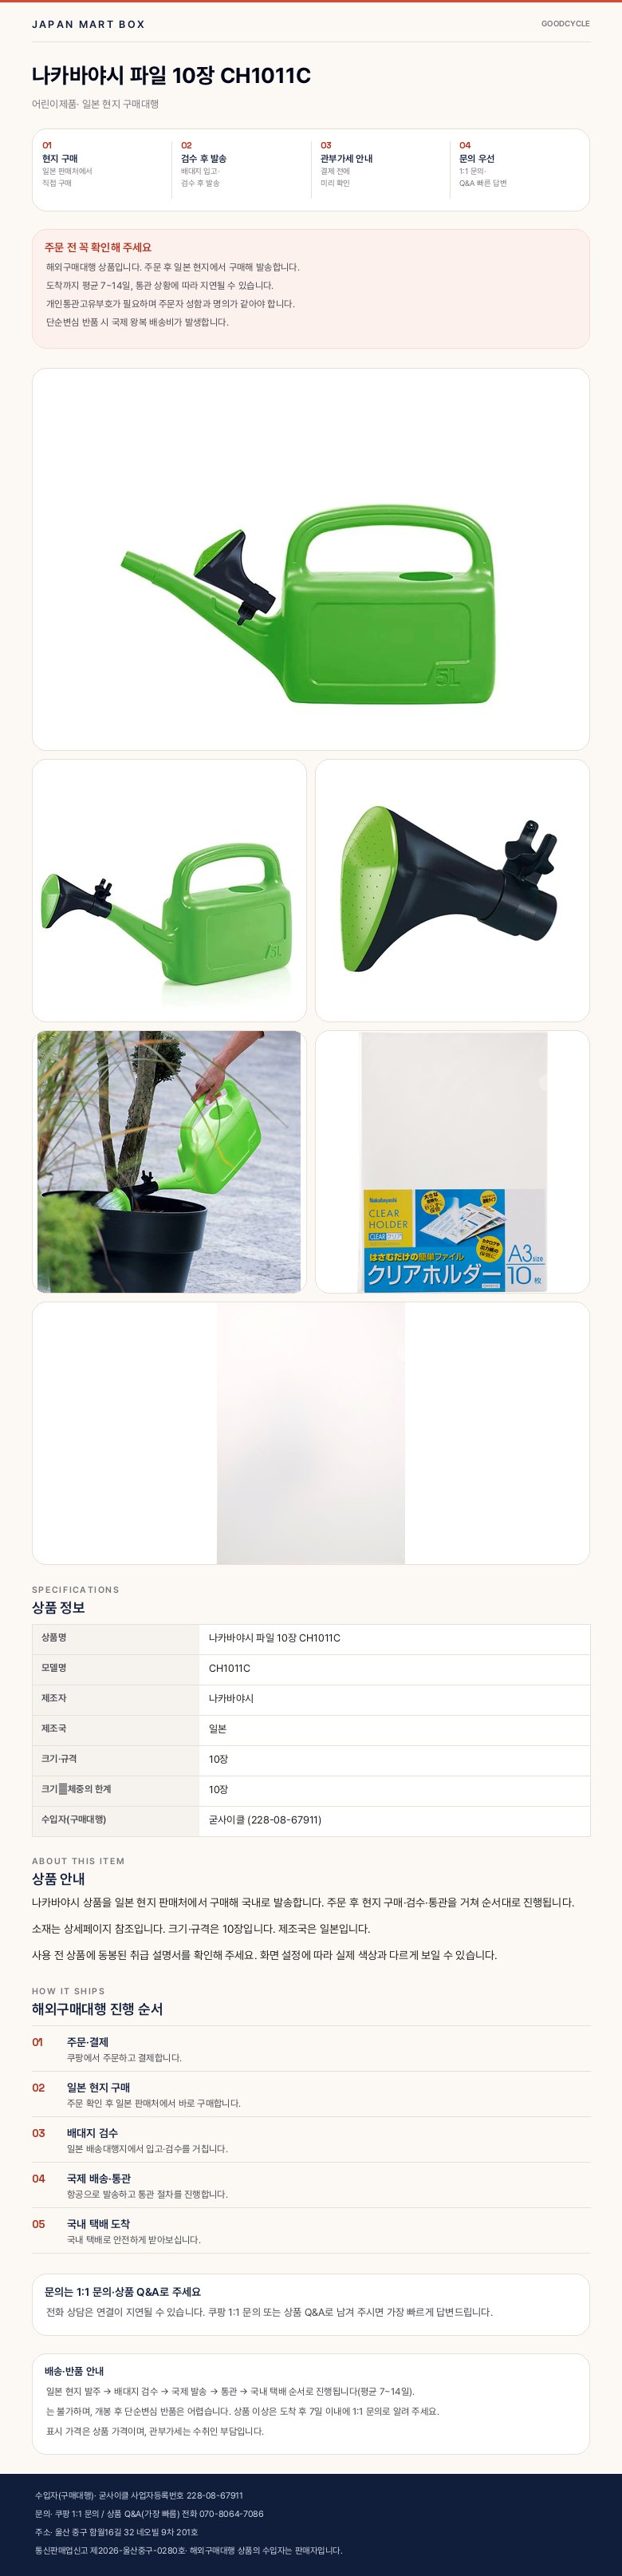 JAPAN MART BOX
GOODCYCLE
나카바야시 파일 10장 CH1011C
어린이제품· 일본 현지 구매대행
01
현지 구매
일본 판매처에서
직접 구매
02
검수 후 발송
배대지 입고·
검수 후 발송
03
관부가세 안내
결제 전에
미리 확인
04
문의 우선
1:1 문의·
Q&A 빠른 답변
주문 전 꼭 확인해 주세요
해외구매대행 상품입니다. 주문 후 일본 현지에서 구매해 발송합니다.
도착까지 평균 7~14일, 통관 상황에 따라 지연될 수 있습니다.
개인통관고유부호가 필요하며 주문자 성함과 명의가 같아야 합니다.
단순변심 반품 시 국제 왕복 배송비가 발생합니다.
5L
5L
Nakabayashi
CLEAR
HOLDER
CLEAR クリア
はさむだけの簡単ファイル
クリアホルダー
A3size
10枚
SPECIFICATIONS
상품 정보
상품명 나카바야시 파일 10장 CH1011C
모델명 CH1011C
제조자 나카바야시
제조국 일본
크기·규격 10장
크기▒체중의 한계 10장
수입자(구매대행) 굳사이클 (228-08-67911)
ABOUT THIS ITEM
상품 안내
나카바야시 상품을 일본 현지 판매처에서 구매해 국내로 발송합니다. 주문 후 현지 구매·검수·통관을 거쳐 순서대로 진행됩니다.
소재는 상세페이지 참조입니다. 크기·규격은 10장입니다. 제조국은 일본입니다.
사용 전 상품에 동봉된 취급 설명서를 확인해 주세요. 화면 설정에 따라 실제 색상과 다르게 보일 수 있습니다.
HOW IT SHIPS
해외구매대행 진행 순서
01 주문·결제
쿠팡에서 주문하고 결제합니다.
02 일본 현지 구매
주문 확인 후 일본 판매처에서 바로 구매합니다.
03 배대지 검수
일본 배송대행지에서 입고·검수를 거칩니다.
04 국제 배송·통관
항공으로 발송하고 통관 절차를 진행합니다.
05 국내 택배 도착
국내 택배로 안전하게 받아보십니다.
문의는 1:1 문의·상품 Q&A로 주세요
전화 상담은 연결이 지연될 수 있습니다. 쿠팡 1:1 문의 또는 상품 Q&A로 남겨 주시면 가장 빠르게 답변드립니다.
배송·반품 안내
일본 현지 발주 → 배대지 검수 → 국제 발송 → 통관 → 국내 택배 순서로 진행됩니다(평균 7~14일).
는 불가하며, 개봉 후 단순변심 반품은 어렵습니다. 상품 이상은 도착 후 7일 이내에 1:1 문의로 알려 주세요.
표시 가격은 상품 가격이며, 관부가세는 수취인 부담입니다.
수입자(구매대행)· 굳사이클 사업자등록번호 228-08-67911
문의· 쿠팡 1:1 문의 / 상품 Q&A(가장 빠름) 전화 070-8064-7086
주소· 울산 중구 함월16길 32 네오빌 9차 201호
통신판매업신고 제2026-울산중구-0280호· 해외구매대행 상품의 수입자는 판매자입니다.